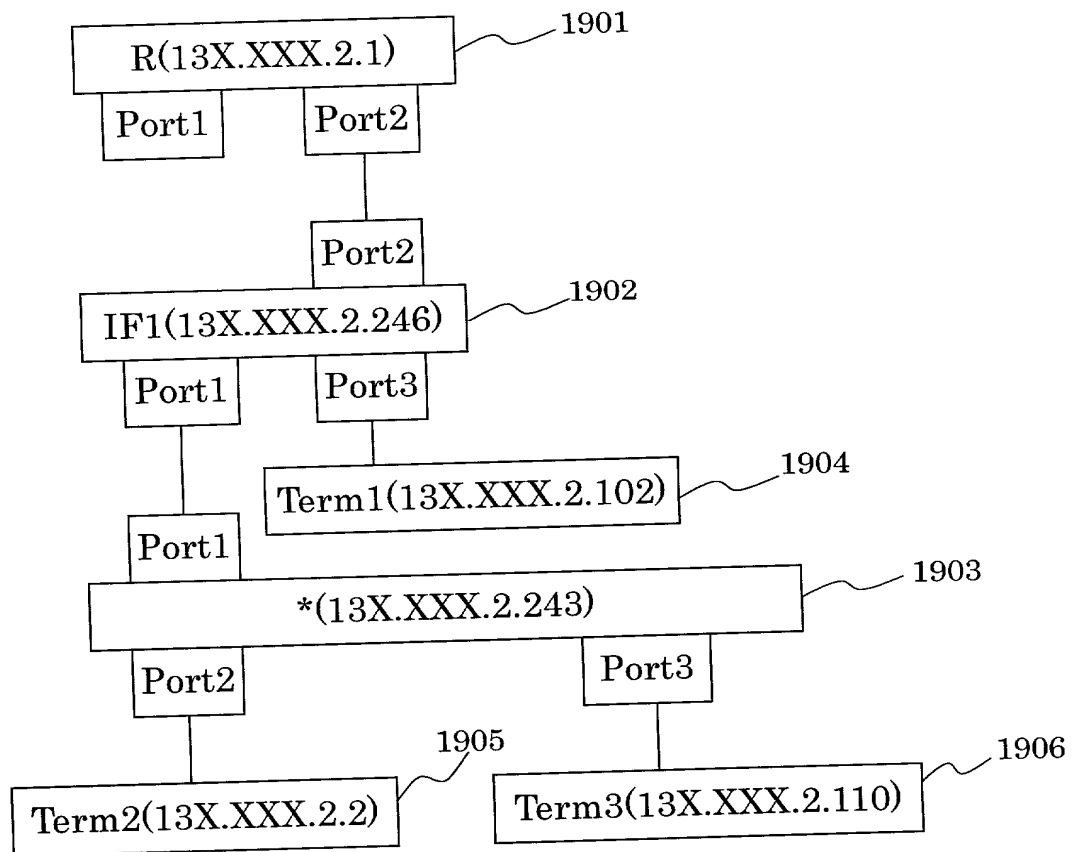 R(13X.XXX.2.1)
1901
Port1
Port2
Port2
IF1(13X.XXX.2.246)
1902
Port1
Port3
Term1(13X.XXX.2.102)
1904
Port1
*(13X.XXX.2.243)
1903
Port2
Port3
Term2(13X.XXX.2.2)
1905
Term3(13X.XXX.2.110)
1906